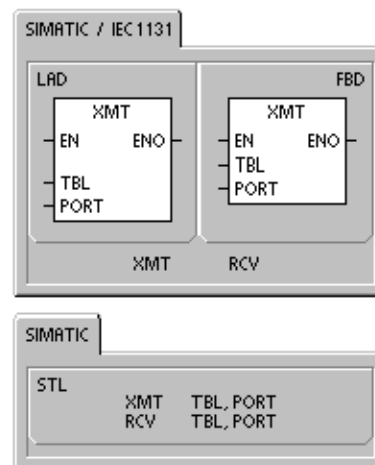 SIMATIC / IEC1131
LAD
FBD
XMT
EN ENO
TBL
PORT
XMT
EN ENO
TBL
PORT
XMT RCV
SIMATIC
STL
XMT TBL, PORT
RCV TBL, PORT